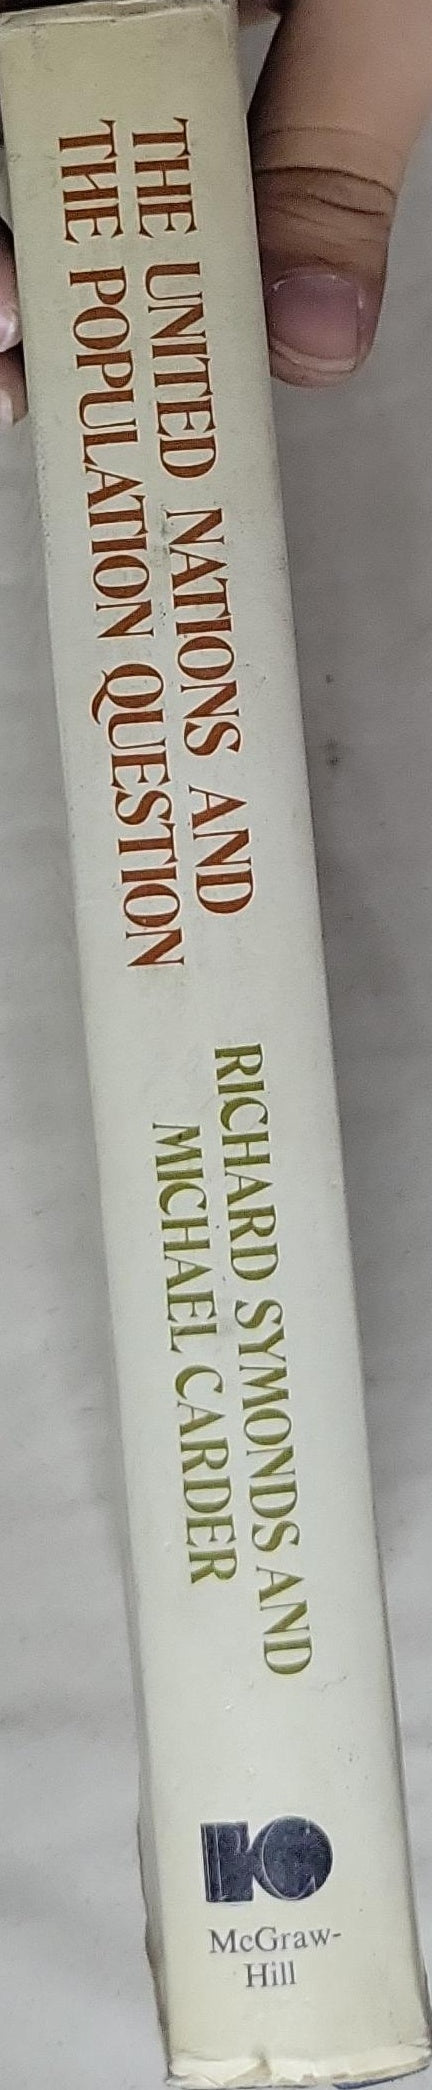 THE UNITED NATIONS AND
THE POPULATION QUESTION
RICHARD SYMONDS AND
MICHAEL CARDER
McGraw-
Hill